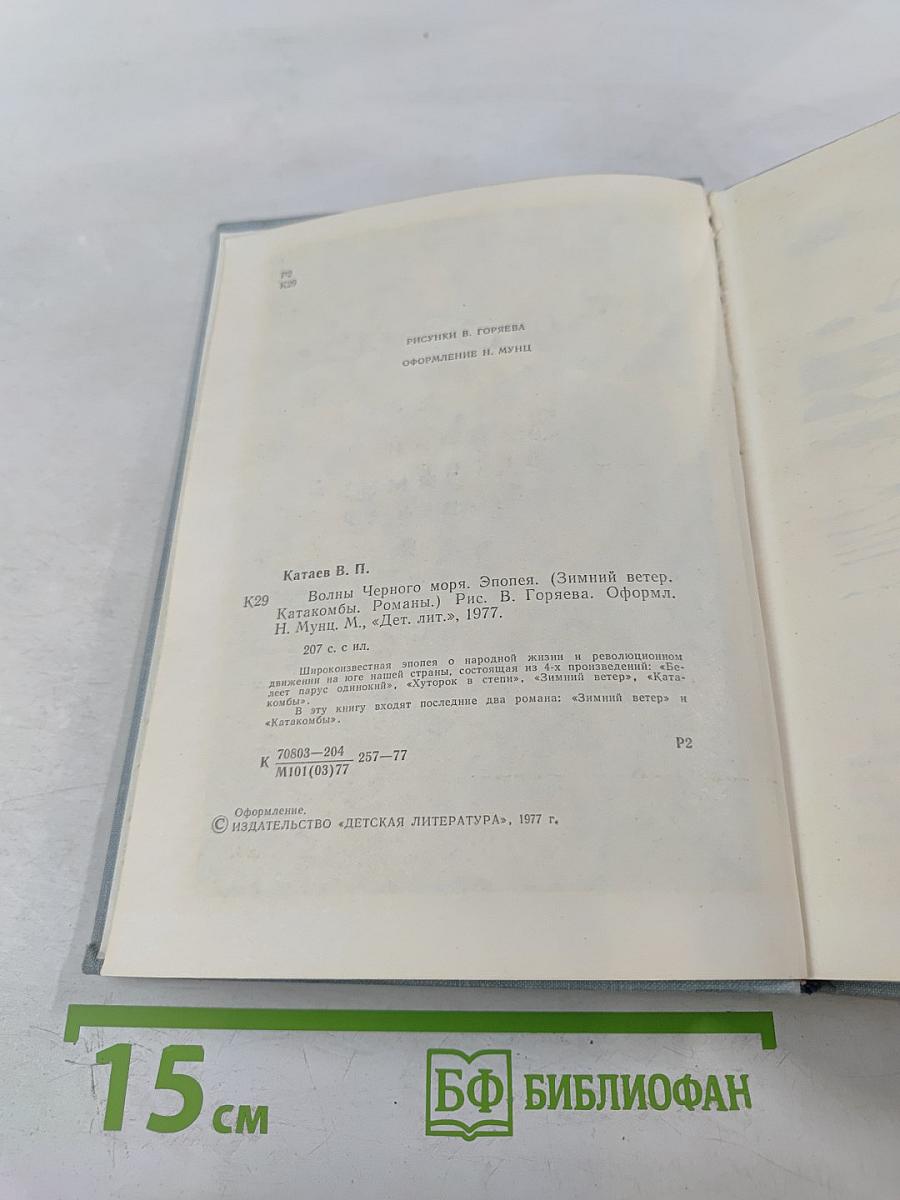 Р2
К29
РИСУНКИ В. ГОРЯЕВА
ОФОРМЛЕНИЕ Н. МУНЦ
Катаев В. П.
К29 Волны Черного моря. Эпопея. (Зимний ветер.
Катакомбы. Романы.) Рис. В. Горяева. Оформл.
Н. Мунц. М., «Дет. лит.», 1977.
207 с. с ил.
Широкоизвестная эпопея о народной жизни и революционном
движении на юге нашей страны, состоящая из 4-х произведений: «Бе-
леет парус одинокий», «Хуторок в степи», «Зимний ветер», «Ката-
комбы».
В эту книгу входят последние два романа: «Зимний ветер» и
«Катакомбы».
К 70803—204 257—77 Р2
М101(03)77
Оформление.
© ИЗДАТЕЛЬСТВО «ДЕТСКАЯ ЛИТЕРАТУРА», 1977 г.
15 см
БФ БИБЛИОФАН